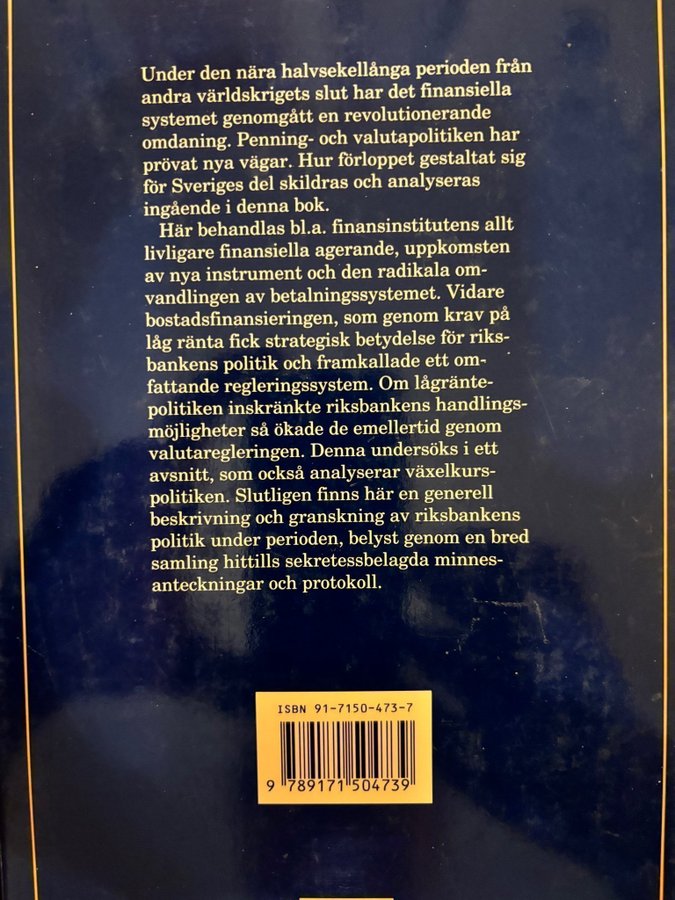 Under den nära halvsekellånga perioden från
andra världskrigets slut har det finansiella
systemet genomgått en revolutionerande
omdaning. Penning- och valutapolitiken har
prövat nya vägar. Hur förloppet gestaltat sig
för Sveriges del skildras och analyseras
ingående i denna bok.
Här behandlas bl.a. finansinstitutens allt
livligare finansiella agerande, uppkomsten
av nya instrument och den radikala om-
vandlingen av betalningssystemet. Vidare
bostadsfinansieringen, som genom krav på
låg ränta fick strategisk betydelse för riks-
bankens politik och framkallade ett om-
fattande regleringssystem. Om lågränte-
politiken inskränkte riksbankens handlings-
möjligheter så ökade de emellertid genom
valutaregleringen. Denna undersöks i ett
avsnitt, som också analyserar växelkurs-
politiken. Slutligen finns här en generell
beskrivning och granskning av riksbankens
politik under perioden, belyst genom en bred
samling hittills sekretessbelagda minnes-
anteckningar och protokoll.
ISBN 91-7150-473-7
9 789171 504739